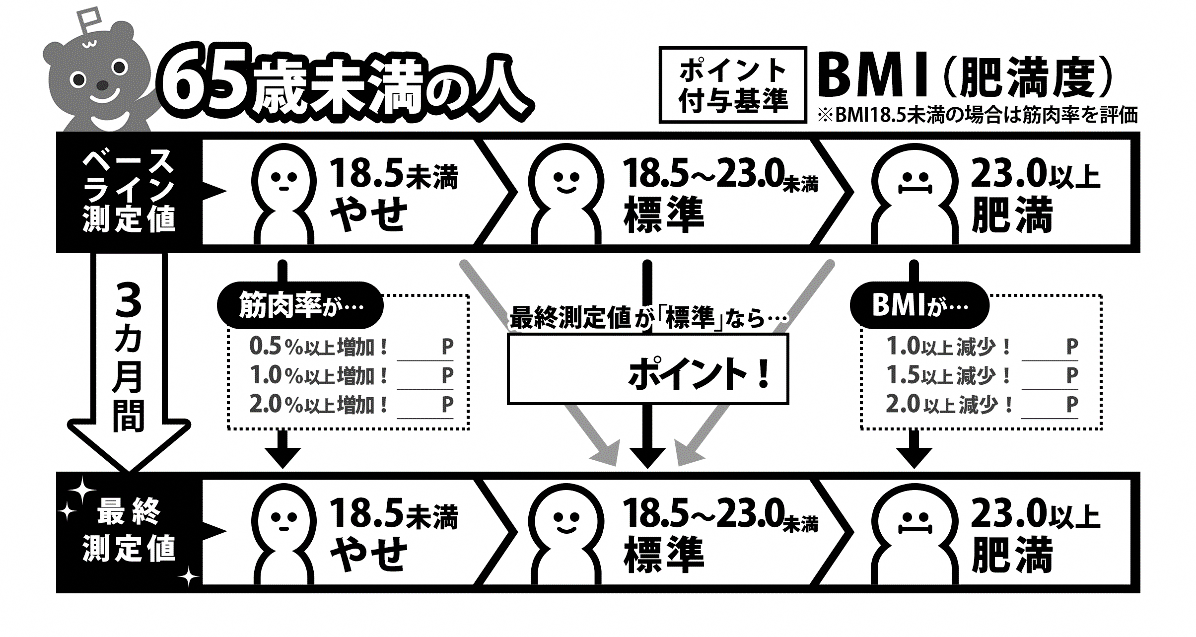 65歳未満の人
ポイント
付与基準
BMI（肥満度）
※BMI18.5未満の場合は筋肉率を評価
ベース
ライン
測定値
18.5未満
やせ
18.5～23.0未満
標準
23.0以上
肥満
3カ月間
筋肉率が…
0.5%以上増加！ P
1.0%以上増加！ P
2.0%以上増加！ P
最終測定値が「標準」なら…
ポイント！
BMIが…
1.0以上減少！ P
1.5以上減少！ P
2.0以上減少！ P
最終
測定値
18.5未満
やせ
18.5～23.0未満
標準
23.0以上
肥満